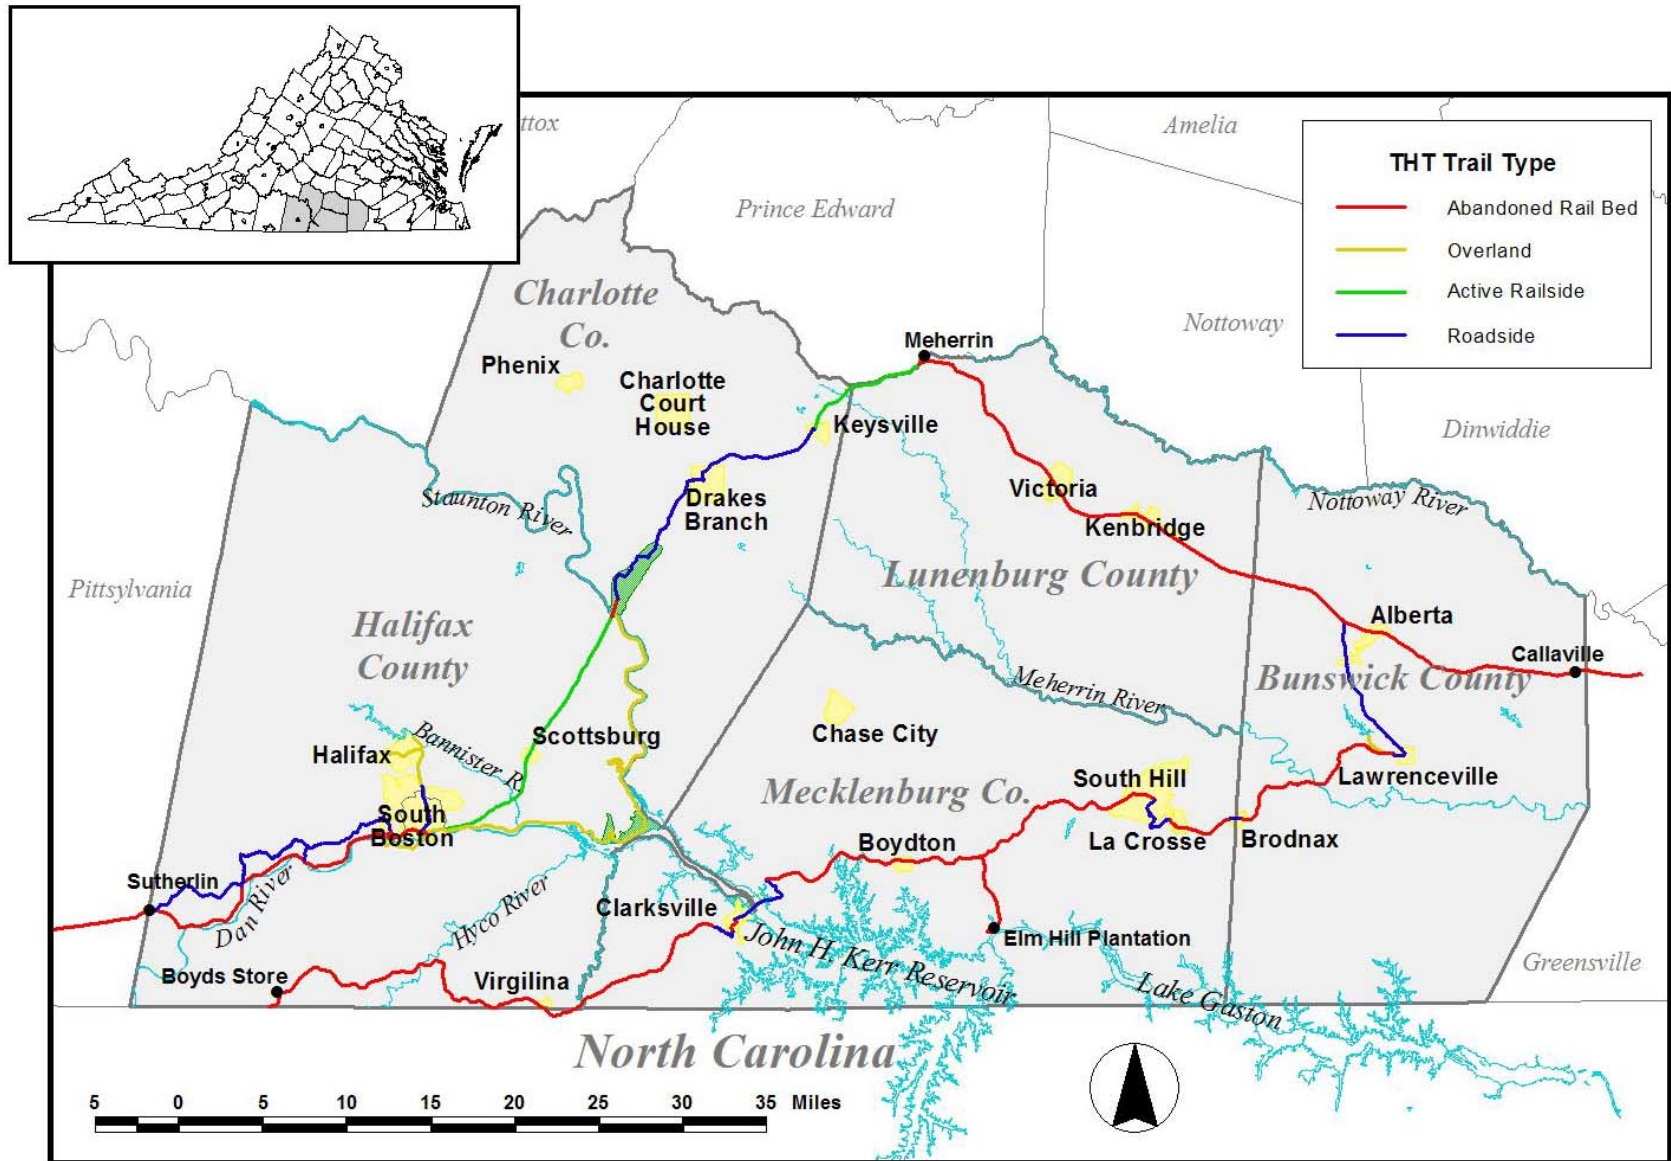 ttox
Amelia
Prince Edward
Nottoway
Dinwiddie
Pittsylvania
Greensville
THT Trail Type
Abandoned Rail Bed
Overland
Active Railside
Roadside
Charlotte
Co.
Phenix
Charlotte
Court
House
Meherrin
Keysville
Drakes
Branch
Staunton River
Victoria
Kenbridge
Nottoway River
Lunenburg County
Halifax
County
Alberta
Callaville
Bunswick County
Meherrin River
Chase City
Scottsburg
Bannister R.
Halifax
South
Boston
Mecklenburg Co.
South Hill
Lawrenceville
La Crosse
Brodnax
Boydton
Sutherlin
Dan River
Hyco River
Clarksville
Elm Hill Plantation
John H. Kerr Reservoir
Lake Gaston
Boyds Store
Virgilina
North Carolina
5 0 5 10 15 20 25 30 35 Miles